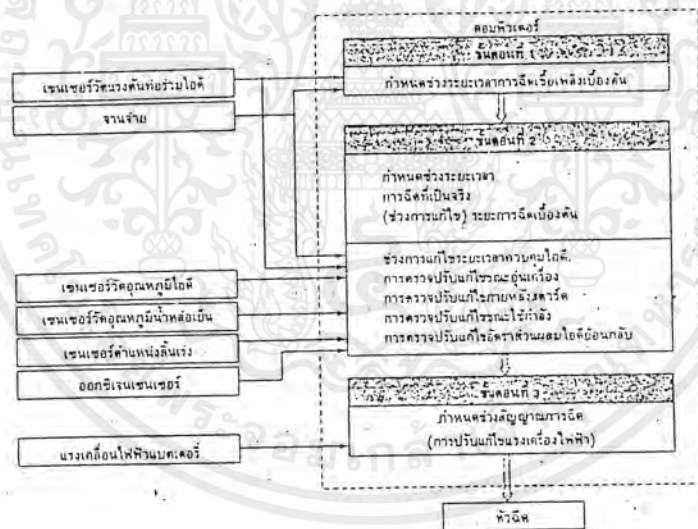 คอมพิวเตอร์
ขั้นตอนที่ 1
กำหนดช่วงระยะเวลาการฉีดเชื้อเพลิงเบื้องต้น
เซนเซอร์วัดแรงดันท่อร่วมไอดี
จานจ่าย
ขั้นตอนที่ 2
กำหนดช่วงระยะเวลา
การฉีดที่เป็นจริง
(ช่วงการแก้ไข) ระยะการฉีดเบื้องต้น
ช่วงการแก้ไขระยะเวลาควบคุมไอดี
การตรวจปรับแก้ไขขณะอุ่นเครื่อง
การตรวจปรับแก้ไขภายหลังสตาร์ต
การตรวจปรับแก้ไขขณะใช้กำลัง
การตรวจปรับแก้ไขอัตราส่วนผสมไอดีย้อนกลับ
เซนเซอร์วัดอุณหภูมิไอดี
เซนเซอร์วัดอุณหภูมิน้ำหล่อเย็น
เซนเซอร์ตำแหน่งลิ้นเร่ง
ออกซิเจนเซนเซอร์
ขั้นตอนที่ 3
กำหนดช่วงสัญญาณการฉีด
(การปรับแก้ไขแรงเครื่องไฟฟ้า)
แรงเคลื่อนไฟฟ้าแบตเตอรี่
หัวฉีด